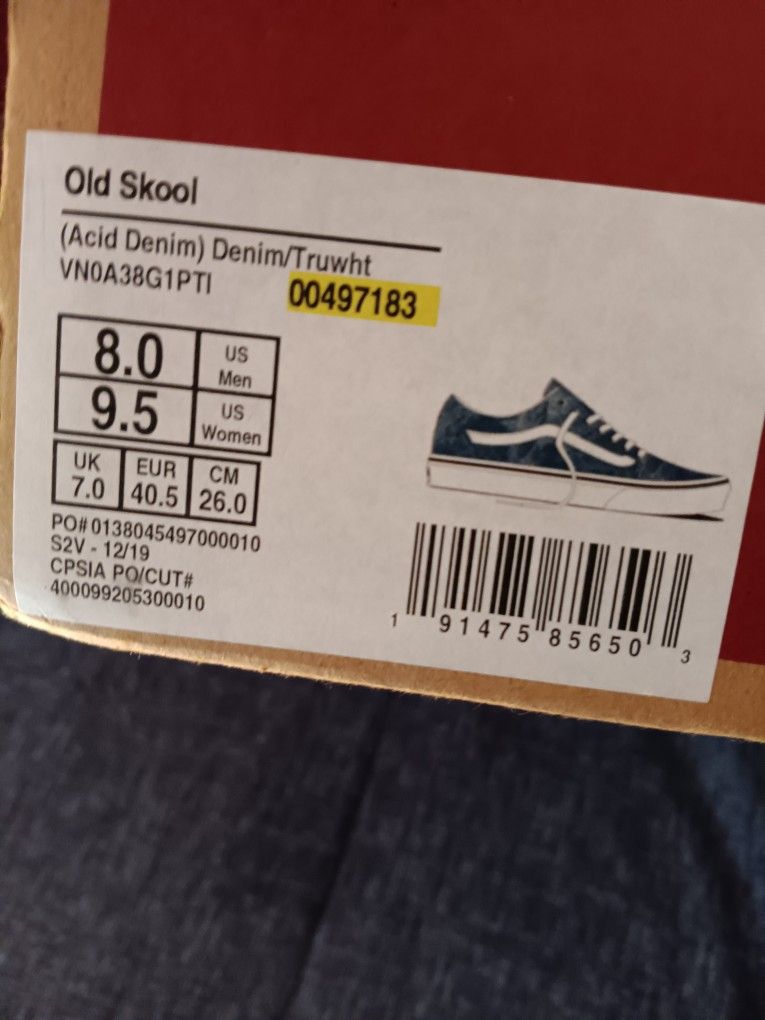 Old Skool
(Acid Denim) Denim/Truwht
VN0A38G1PTI
00497183
8.0 US Men
9.5 US Women
UK 7.0 EUR 40.5 CM 26.0
PO# 0138045497000010
S2V - 12/19
CPSIA PO/CUT#
400099205300010
1 91475 85650 3